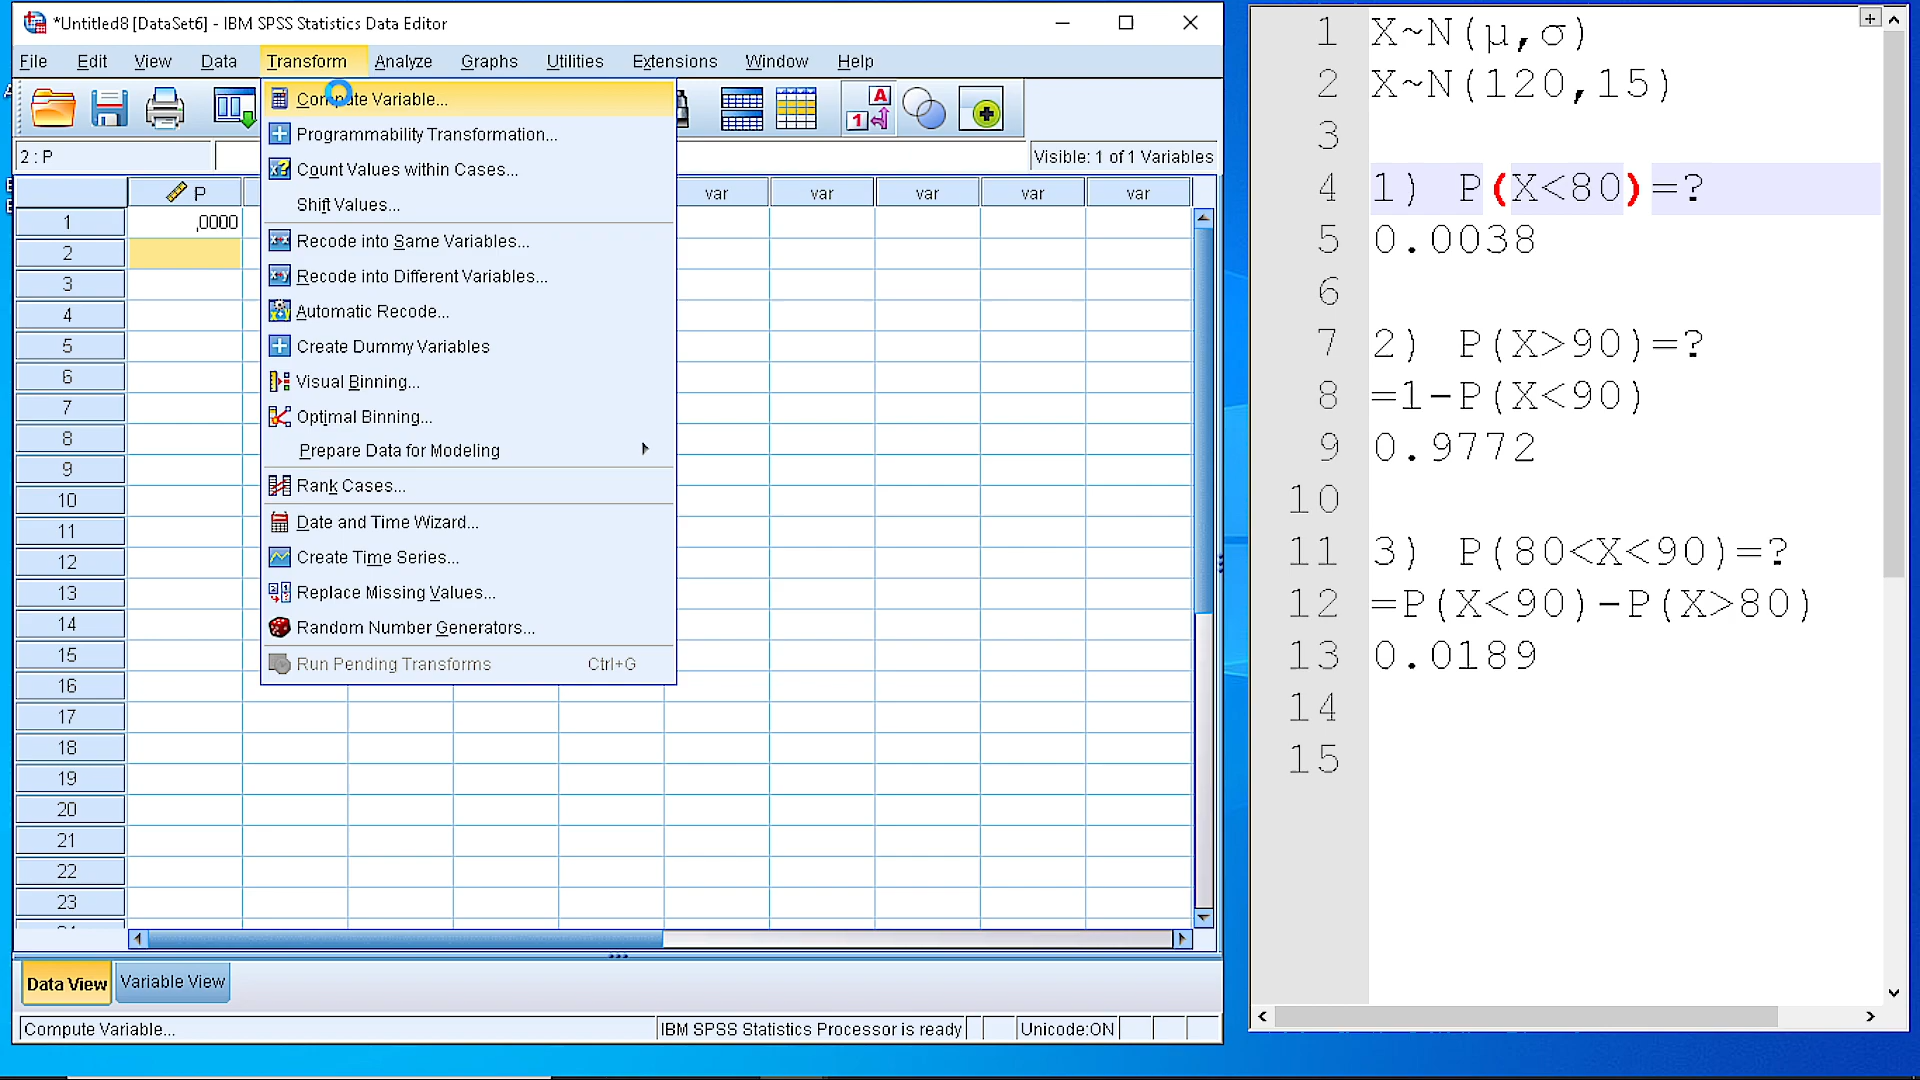 *Untitled8 [DataSet6] - IBM SPSS Statistics Data Editor
File Edit View Data Transform Analyze Graphs Utilities Extensions Window Help
2 : P
Visible: 1 of 1 Variables
P var var var var var
1 ,0000
2
3
4
5
6
7
8
9
10
11
12
13
14
15
16
17
18
19
20
21
22
23
Compute Variable...
Programmability Transformation...
Count Values within Cases...
Shift Values...
Recode into Same Variables...
Recode into Different Variables...
Automatic Recode...
Create Dummy Variables
Visual Binning...
Optimal Binning...
Prepare Data for Modeling
Rank Cases...
Date and Time Wizard...
Create Time Series...
Replace Missing Values...
Random Number Generators...
Run Pending Transforms Ctrl+G
Data View Variable View
Compute Variable... IBM SPSS Statistics Processor is ready Unicode:ON
1 X~N(μ,σ)
2 X~N(120,15)
3
4 1) P(X<80)=?
5 0.0038
6
7 2) P(X>90)=?
8 =1-P(X<90)
9 0.9772
10
11 3) P(80<X<90)=?
12 =P(X<90)-P(X>80)
13 0.0189
14
15